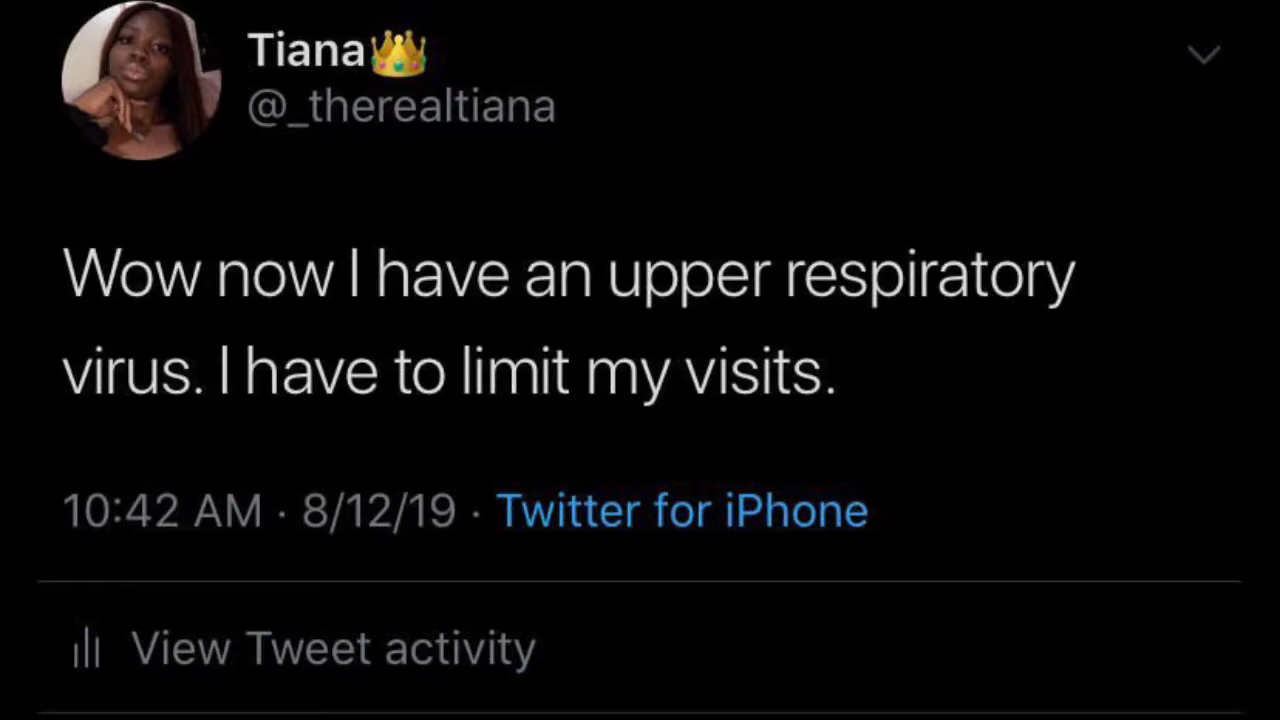 Tiana👑
@_therealtiana
Wow now I have an upper respiratory
virus. I have to limit my visits.
10:42 AM · 8/12/19 · Twitter for iPhone
View Tweet activity